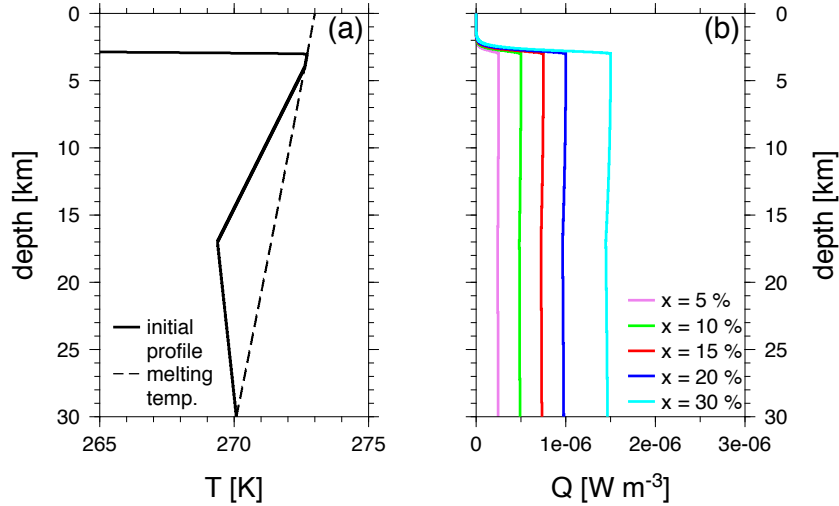 (a)
0
5
10
15
20
25
30
depth [km]
initial
profile
melting
temp.
265
270
275
T [K]
(b)
0
5
10
15
20
25
30
depth [km]
x = 5 %
x = 10 %
x = 15 %
x = 20 %
x = 30 %
0
1e-06
2e-06
3e-06
Q [W m⁻³]